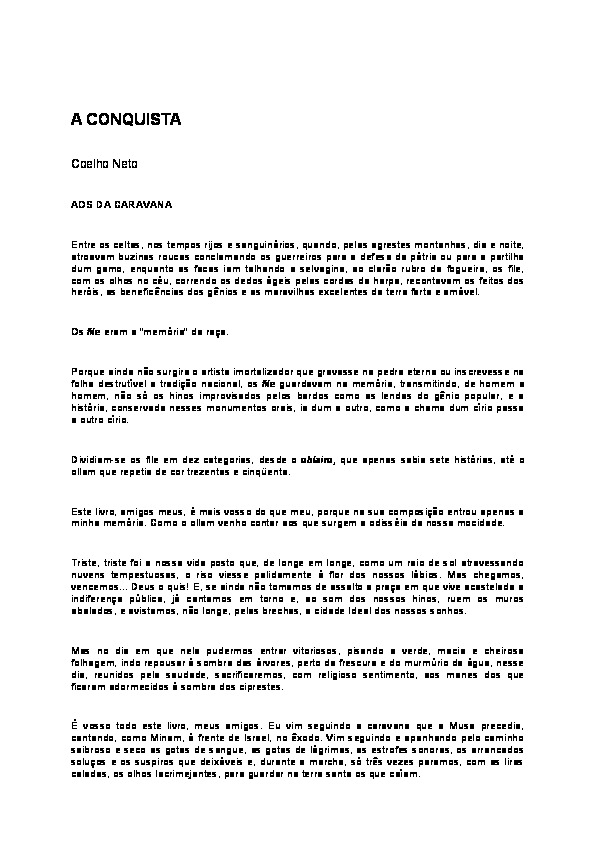 A CONQUISTA
Coelho Neto
AOS DA CARAVANA
Entre os celtas, nos tempos rijos e sanguinários, quando, pelas agrestes montanhas, dia e noite,
atroavam buzinas roucas conclamando os guerreiros para a defesa da pátria ou para a partilha
dum gamo, enquanto as facas iam talhando a selvagina, ao clarão rubro da fogueira, os file,
com os olhos no céu, correndo os dedos ágeis pelas cordas da harpa, recontavam os feitos dos
heróis, as beneficências dos gênios e as maravilhas excelentes da terra farta e amável.
Os file eram a "memória" da raça.
Porque ainda não surgira o artista imortalizador que gravasse na pedra eterna ou inscrevesse na
folha destrutível a tradição nacional, os file guardavam na memória, transmitindo, de homem a
homem, não só os hinos improvisados pelos bardos como as lendas do gênio popular, e a
história, conservada nesses monumentos orais, ia dum a outro, como a chama dum círio passa
a outro círio.
Dividiam-se os file em dez categorias, desde o oblaire, que apenas sabia sete histórias, até o
ollam que repetia de cor trezentas e cinqüenta.
Este livro, amigos meus, é mais vosso do que meu, porque na sua composição entrou apenas a
minha memória. Como o ollam venho contar aos que surgem a odisséia da nossa mocidade.
Triste, triste foi a nossa vida posto que, de longe em longe, como um raio de sol atravessando
nuvens tempestuosas, o riso viesse palidamente à flor dos nossos lábios. Mas chegamos,
vencemos... Deus o quis! E, se ainda não tomamos de assalto a praça em que vive acastelada a
indiferença pública, já cantamos em torno e, ao som dos nossos hinos, ruem os muros
abalados, e avistamos, não longe, pelas brechas, a cidade Ideal dos nossos sonhos.
Mas no dia em que nela pudermos entrar vitoriosos, pisando a verde, macia e cheirosa
folhagem, indo repousar à sombra das árvores, perto da frescura e do murmúrio da água, nesse
dia, reunidos pela saudade, sacrificaremos, com religioso sentimento, aos manes dos que
ficaram adormecidos à sombra dos ciprestes.
É vosso todo este livro, meus amigos. Eu vim seguindo a caravana que a Musa precedia,
cantando, como Miriam, à frente de Israel, no êxodo. Vim seguindo e apanhando pelo caminho
saibroso e seco as gotas de sangue, as gotas de lágrimas, as estrofes sonoras, os arrancados
soluços e os suspiros que deixáveis e, durante a marcha, só três vezes paramos, com as liras
caladas, os olhos lacrimejantes, para guardar na terra santa os que caíam.